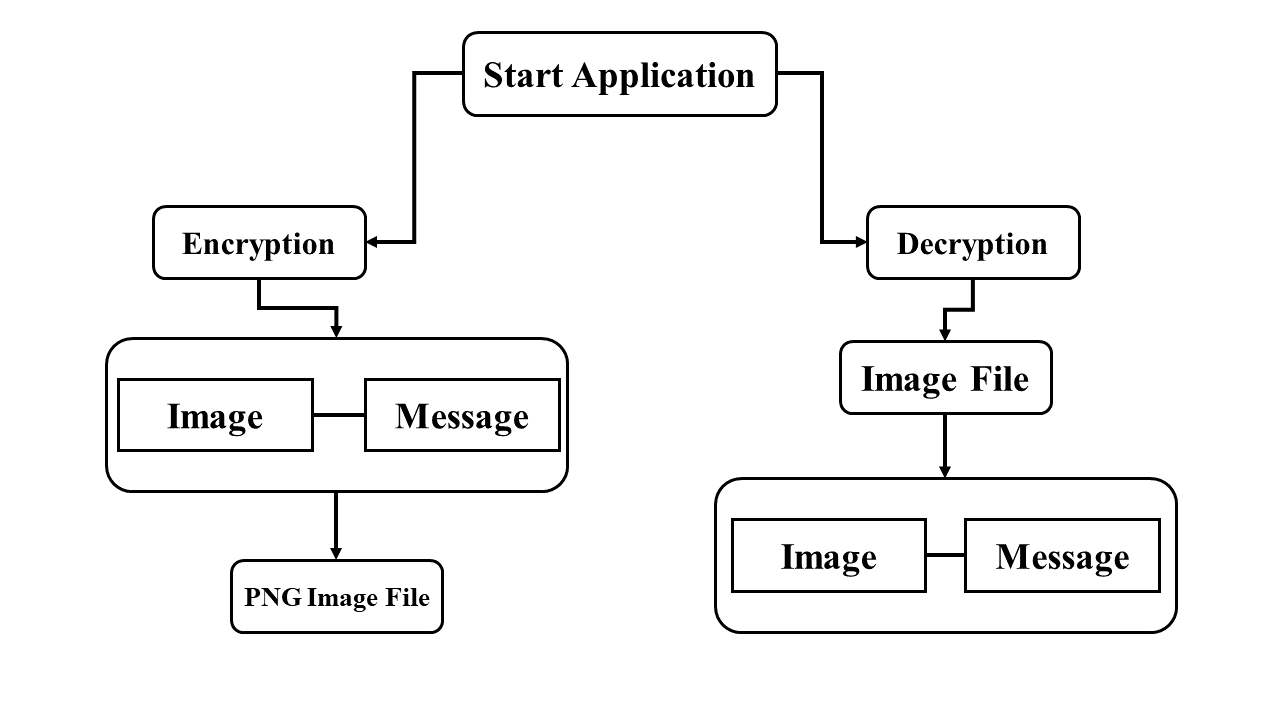 Start Application
Encryption
Decryption
Image File
Image
Message
Image
Message
PNG Image File